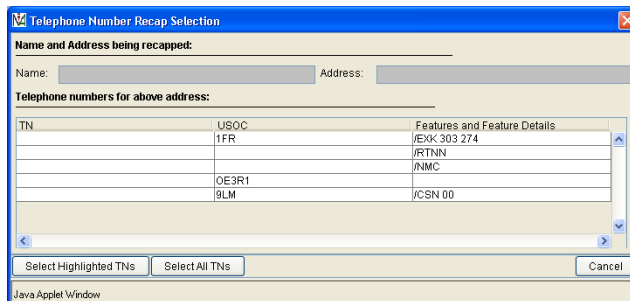 Telephone Number Recap Selection
Name and Address being recapped:
Name: Address:
Telephone numbers for above address:
TN USOC Features and Feature Details
1FR /EXK 303 274
/RTNN
/NMC
OE3R1
9LM /CSN 00
Select Highlighted TNs Select All TNs Cancel
Java Applet Window